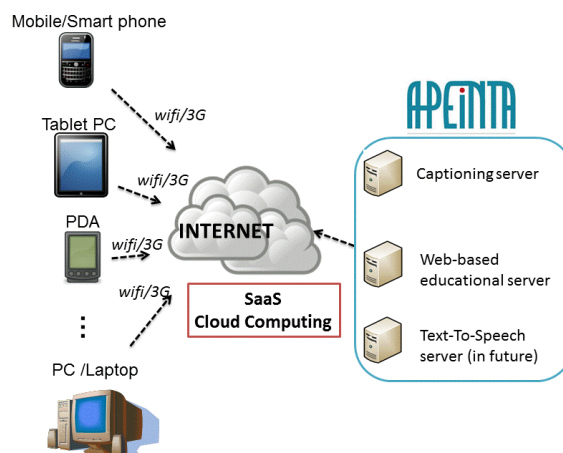 Mobile/Smart phone
wifi/3G
Tablet PC
wifi/3G
PDA
wifi/3G
wifi/3G
PC /Laptop
INTERNET
SaaS
Cloud Computing
APEiNTA
Captioning server
Web-based
educational server
Text-To-Speech
server (in future)